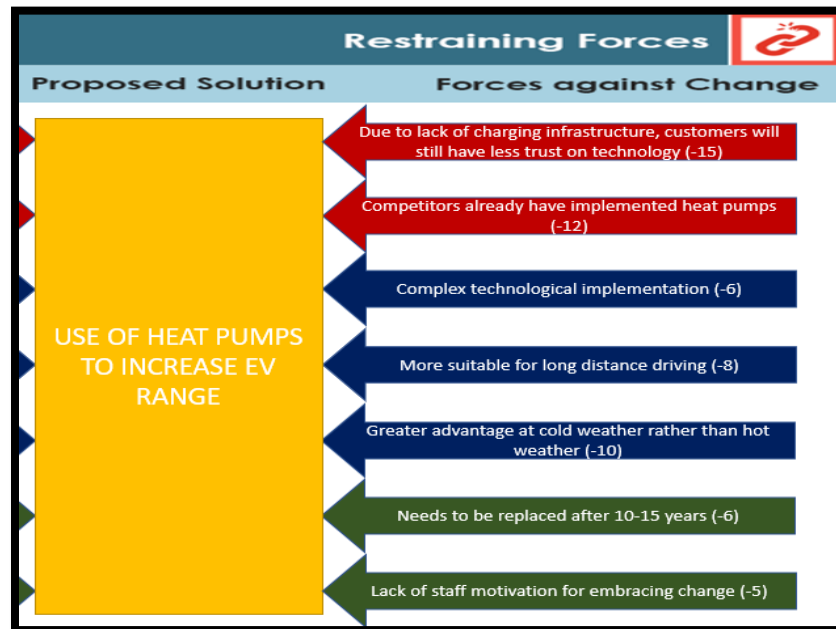 Restraining Forces
Proposed Solution
Forces against Change
Due to lack of charging infrastructure, customers will
still have less trust on technology (-15)
Competitors already have implemented heat pumps
(-12)
Complex technological implementation (-6)
USE OF HEAT PUMPS
TO INCREASE EV
RANGE
More suitable for long distance driving (-8)
Greater advantage at cold weather rather than hot
weather (-10)
Needs to be replaced after 10-15 years (-6)
Lack of staff motivation for embracing change (-5)